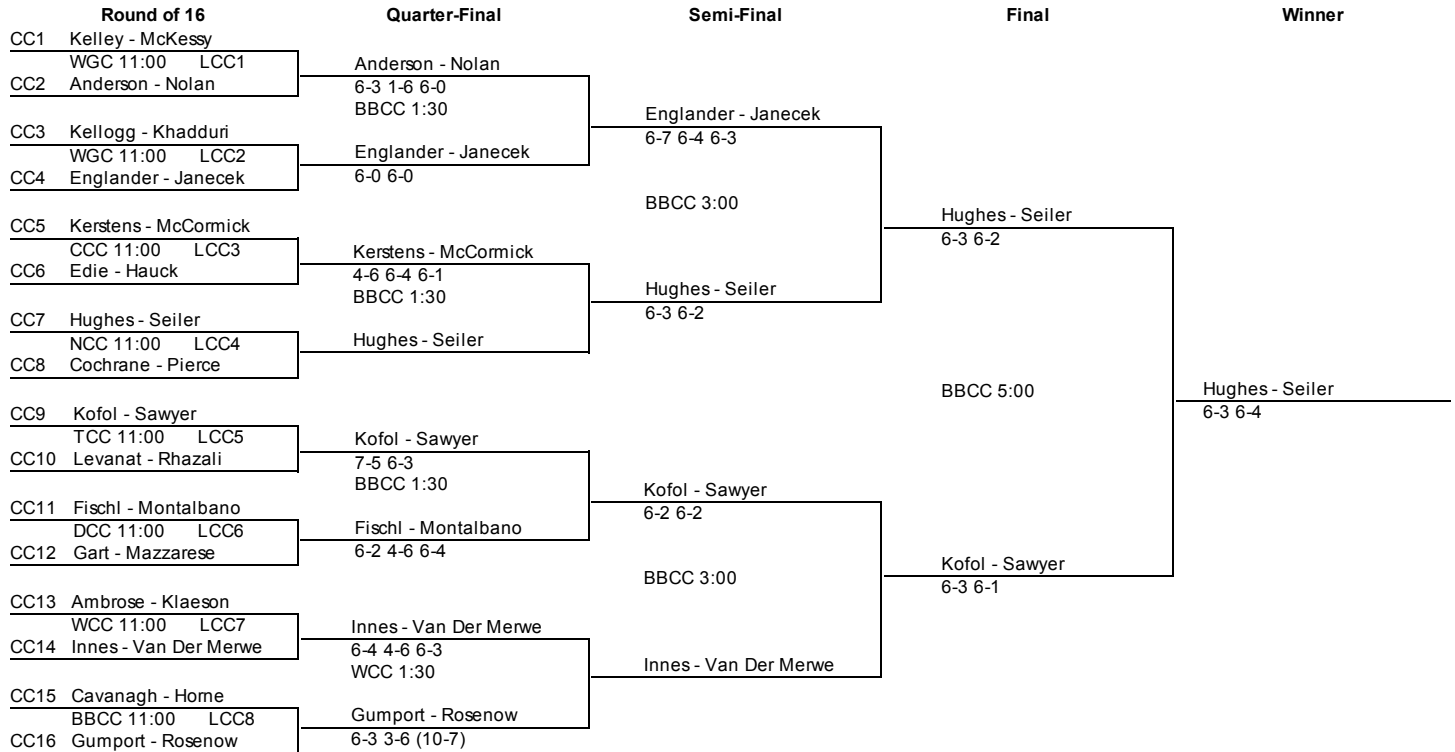 Round of 16 Quarter-Final Semi-Final Final Winner
CC1 Kelley - McKessy
WGC 11:00 LCC1
CC2 Anderson - Nolan
CC3 Kellogg - Khadduri
WGC 11:00 LCC2
CC4 Englander - Janecek
CC5 Kerstens - McCormick
CCC 11:00 LCC3
CC6 Edie - Hauck
CC7 Hughes - Seiler
NCC 11:00 LCC4
CC8 Cochrane - Pierce
CC9 Kofol - Sawyer
TCC 11:00 LCC5
CC10 Levanat - Rhazali
CC11 Fischl - Montalbano
DCC 11:00 LCC6
CC12 Gart - Mazzarese
CC13 Ambrose - Klaeson
WCC 11:00 LCC7
CC14 Innes - Van Der Merwe
CC15 Cavanagh - Horne
BBCC 11:00 LCC8
CC16 Gumport - Rosenow
Anderson - Nolan
6-3 1-6 6-0
BBCC 1:30
Englander - Janecek
6-0 6-0
Kerstens - McCormick
4-6 6-4 6-1
BBCC 1:30
Hughes - Seiler
Kofol - Sawyer
7-5 6-3
BBCC 1:30
Fischl - Montalbano
6-2 4-6 6-4
Innes - Van Der Merwe
6-4 4-6 6-3
WCC 1:30
Gumport - Rosenow
6-3 3-6 (10-7)
Englander - Janecek
6-7 6-4 6-3
BBCC 3:00
Hughes - Seiler
6-3 6-2
Kofol - Sawyer
6-2 6-2
BBCC 3:00
Innes - Van Der Merwe
Hughes - Seiler
6-3 6-2
BBCC 5:00
Kofol - Sawyer
6-3 6-1
Hughes - Seiler
6-3 6-4